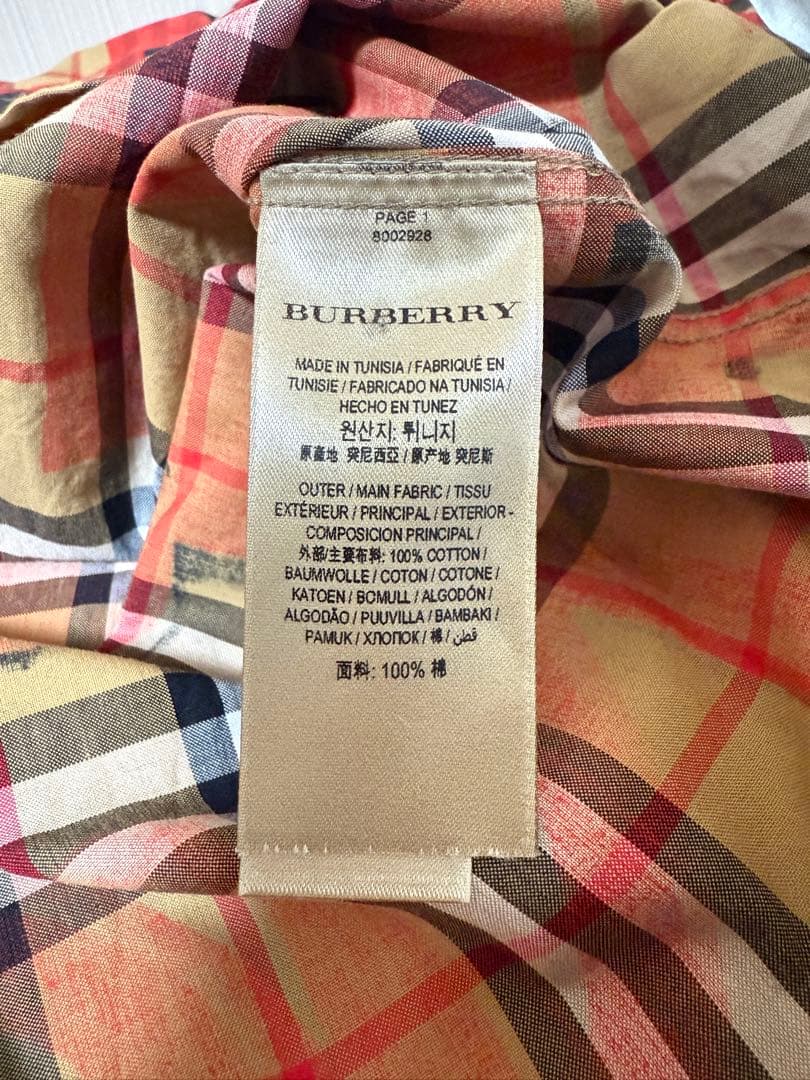 PAGE 1
8002928
BURBERRY
MADE IN TUNISIA / FABRIQUÉ EN
TUNISIE / FABRICADO NA TUNISIA /
HECHO EN TUNEZ
원산지: 튀니지
原產地 突尼西亞 / 原产地 突尼斯
OUTER / MAIN FABRIC / TISSU
EXTÉRIEUR / PRINCIPAL / EXTERIOR -
COMPOSICION PRINCIPAL /
外部/主要布料: 100% COTTON /
BAUMWOLLE / COTON / COTONE /
KATOEN / BOMULL / ALGODÓN /
ALGODÃO / PUUVILLA / BAMBAKI /
PAMUK / ХЛОПОК / 棉 / قطن
面料: 100% 棉